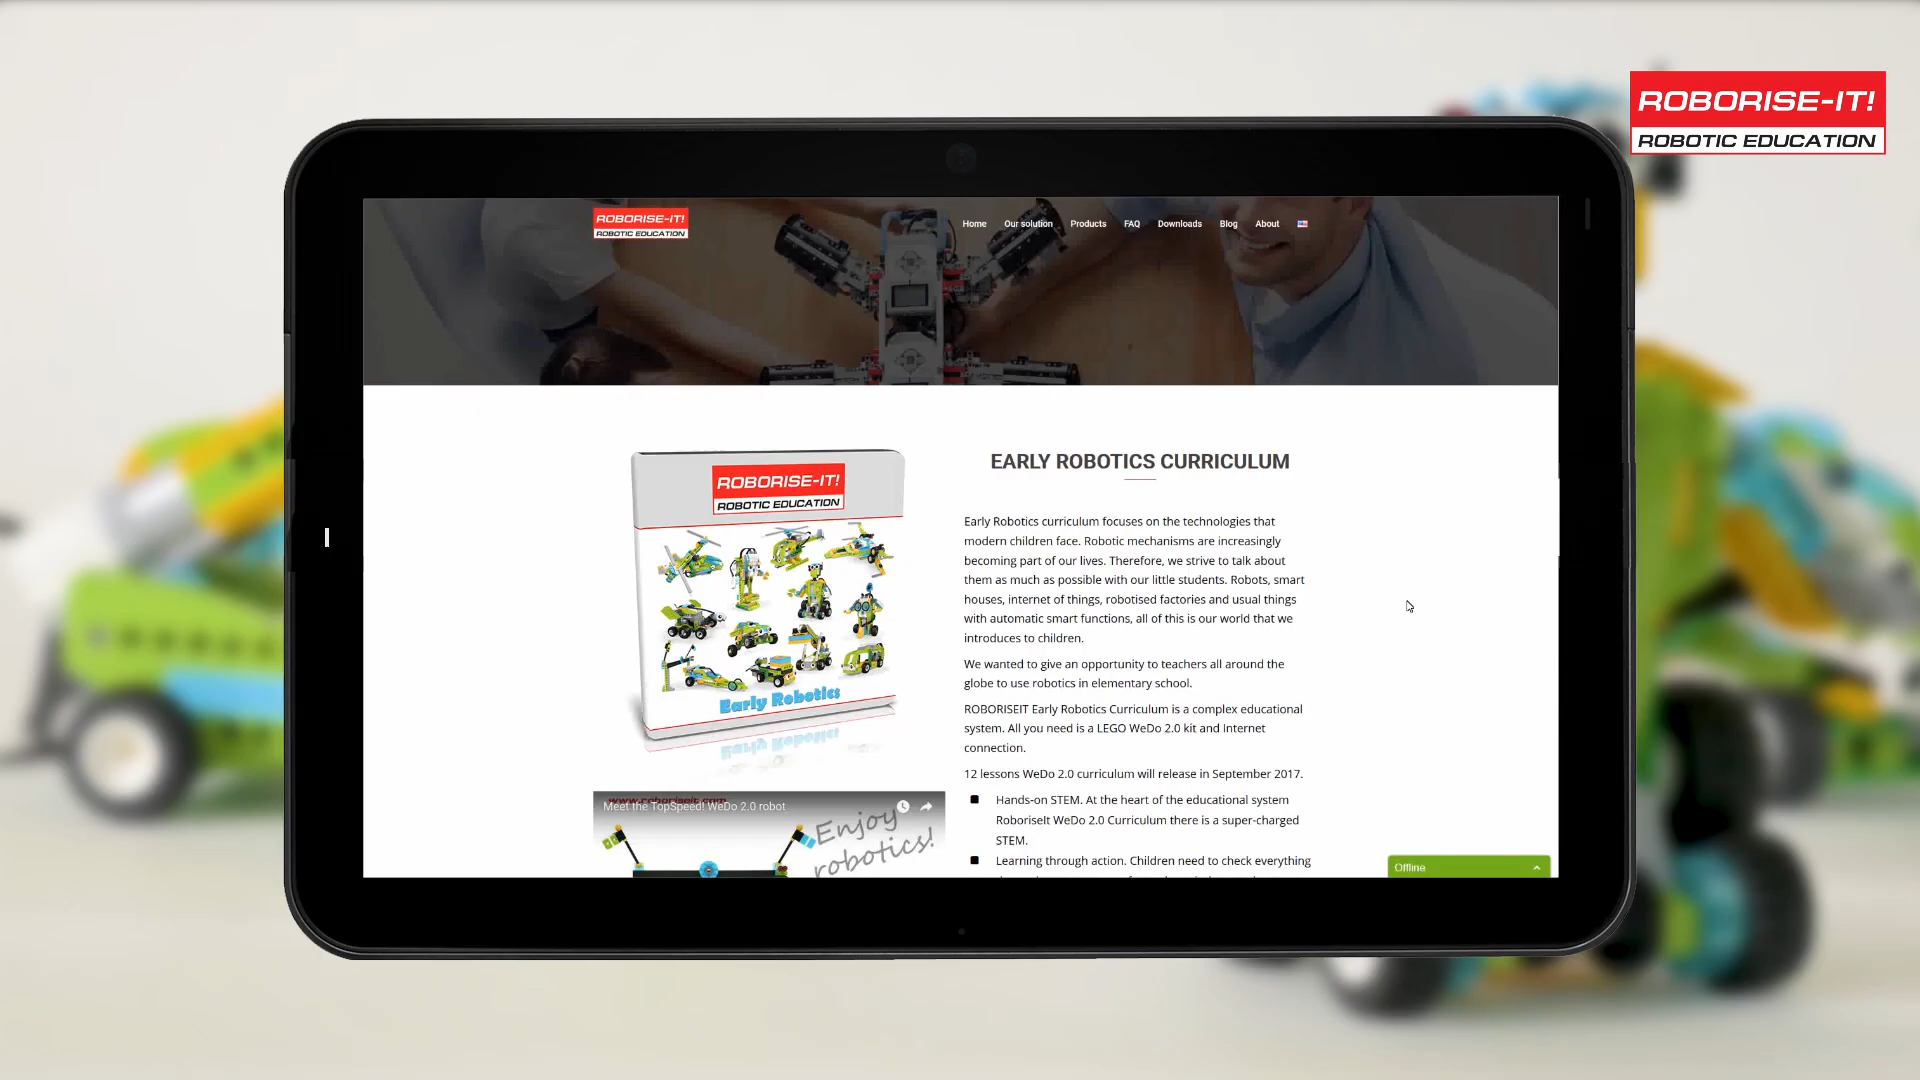 ROBORISE-IT!
ROBOTIC EDUCATION
ROBORISE-IT!
ROBOTIC EDUCATION
Home Our solution Products FAQ Downloads Blog About
ROBORISE-IT!
ROBOTIC EDUCATION
Early Robotics
EARLY ROBOTICS CURRICULUM
Early Robotics curriculum focuses on the technologies that
modern children face. Robotic mechanisms are increasingly
becoming part of our lives. Therefore, we strive to talk about
them as much as possible with our little students. Robots, smart
houses, internet of things, robotised factories and usual things
with automatic smart functions, all of this is our world that we
introduces to children.
We wanted to give an opportunity to teachers all around the
globe to use robotics in elementary school.
ROBORISEIT Early Robotics Curriculum is a complex educational
system. All you need is a LEGO WeDo 2.0 kit and Internet
connection.
12 lessons WeDo 2.0 curriculum will release in September 2017.
Hands-on STEM. At the heart of the educational system
RoboriseIt WeDo 2.0 Curriculum there is a super-charged
STEM.
Learning through action. Children need to check everything
www.roboriseit.com
Meet the TopSpeed! WeDo 2.0 robot
Enjoy
robotics!
Offline